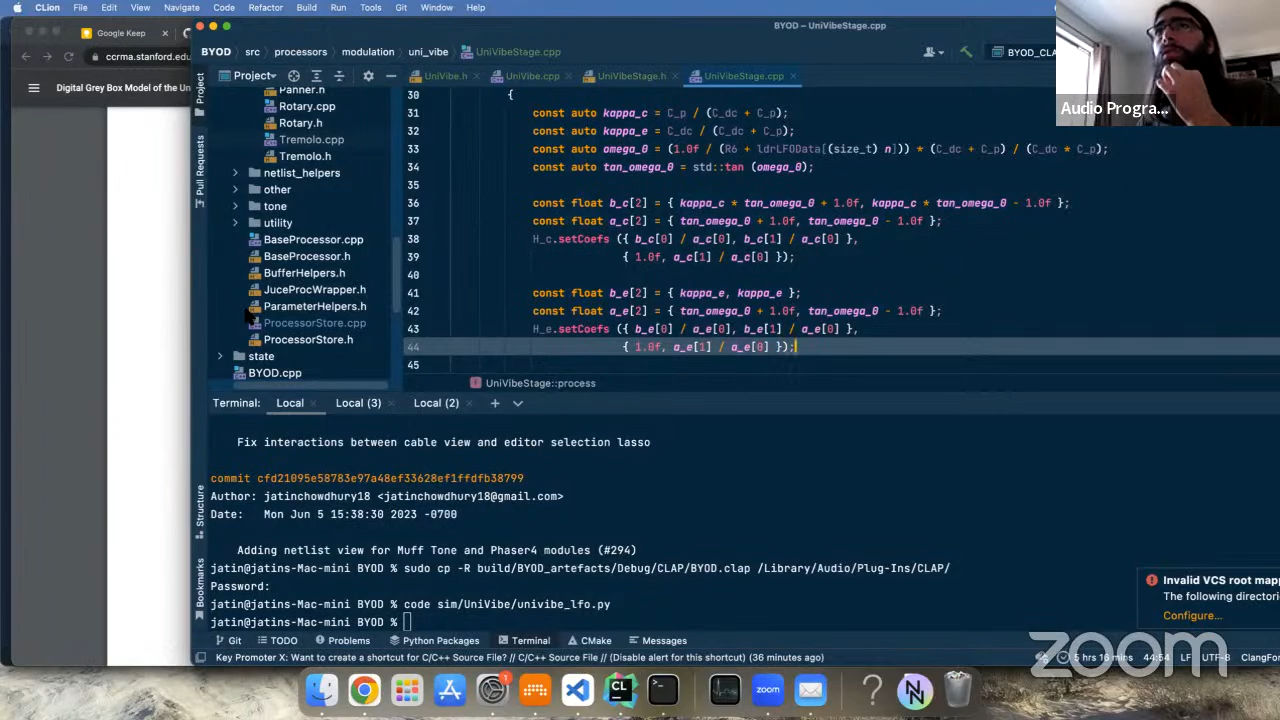 CLion File Edit View Navigate Code Refactor Build Run Tools Git Window Help
Google Keep
ccrma.stanford.edu
Digital Grey Box Model of the Un
BYOD – UniVibeStage.cpp
BYOD src processors modulation uni_vibe UniVibeStage.cpp
BYOD_CLA
Project
UniVibe.h UniVibe.cpp UniVibeStage.h UniVibeStage.cpp
Project
Pull Requests
Structure
Bookmarks
Panner.h
Rotary.cpp
Rotary.h
Tremolo.cpp
Tremolo.h
netlist_helpers
other
tone
utility
BaseProcessor.cpp
BaseProcessor.h
BufferHelpers.h
JuceProcWrapper.h
ParameterHelpers.h
ProcessorStore.cpp
ProcessorStore.h
state
BYOD.cpp
30 {
31 const auto kappa_c = C_p / (C_dc + C_p);
32 const auto kappa_e = C_dc / (C_dc + C_p);
33 const auto omega_0 = (1.0f / (R6 + ldrLFOData[(size_t) n])) * (C_dc + C_p) / (C_dc * C_p);
34 const auto tan_omega_0 = std::tan (omega_0);
35
36 const float b_c[2] = { kappa_c * tan_omega_0 + 1.0f, kappa_c * tan_omega_0 - 1.0f };
37 const float a_c[2] = { tan_omega_0 + 1.0f, tan_omega_0 - 1.0f };
38 H_c.setCoefs ({ b_c[0] / a_c[0], b_c[1] / a_c[0] },
39 { 1.0f, a_c[1] / a_c[0] });
40
41 const float b_e[2] = { kappa_e, kappa_e };
42 const float a_e[2] = { tan_omega_0 + 1.0f, tan_omega_0 - 1.0f };
43 H_e.setCoefs ({ b_e[0] / a_e[0], b_e[1] / a_e[0] },
44 { 1.0f, a_e[1] / a_e[0] });
45
UniVibeStage::process
Audio Progra...
Terminal: Local Local (3) Local (2)
Fix interactions between cable view and editor selection lasso
commit cfd21095e58783e97a48ef33628ef1ffdfb38799
Author: jatinchowdhury18 <jatinchowdhury18@gmail.com>
Date: Mon Jun 5 15:38:30 2023 -0700
Adding netlist view for Muff Tone and Phaser4 modules (#294)
jatin@jatins-Mac-mini BYOD % sudo cp -R build/BYOD_artefacts/Debug/CLAP/BYOD.clap /Library/Audio/Plug-Ins/CLAP/
Password:
jatin@jatins-Mac-mini BYOD % code sim/UniVibe/univibe_lfo.py
jatin@jatins-Mac-mini BYOD %
Invalid VCS root mapp
The following directorie
Configure...
Git TODO Problems Python Packages Terminal CMake Messages
Key Promoter X: Want to create a shortcut for C/C++ Source File? // C/C++ Source File // (Disable alert for this shortcut) (36 minutes ago)
5 hrs 16 mins 44:54 LF UTF-8 ClangFor
zoom
1
CL
zoom